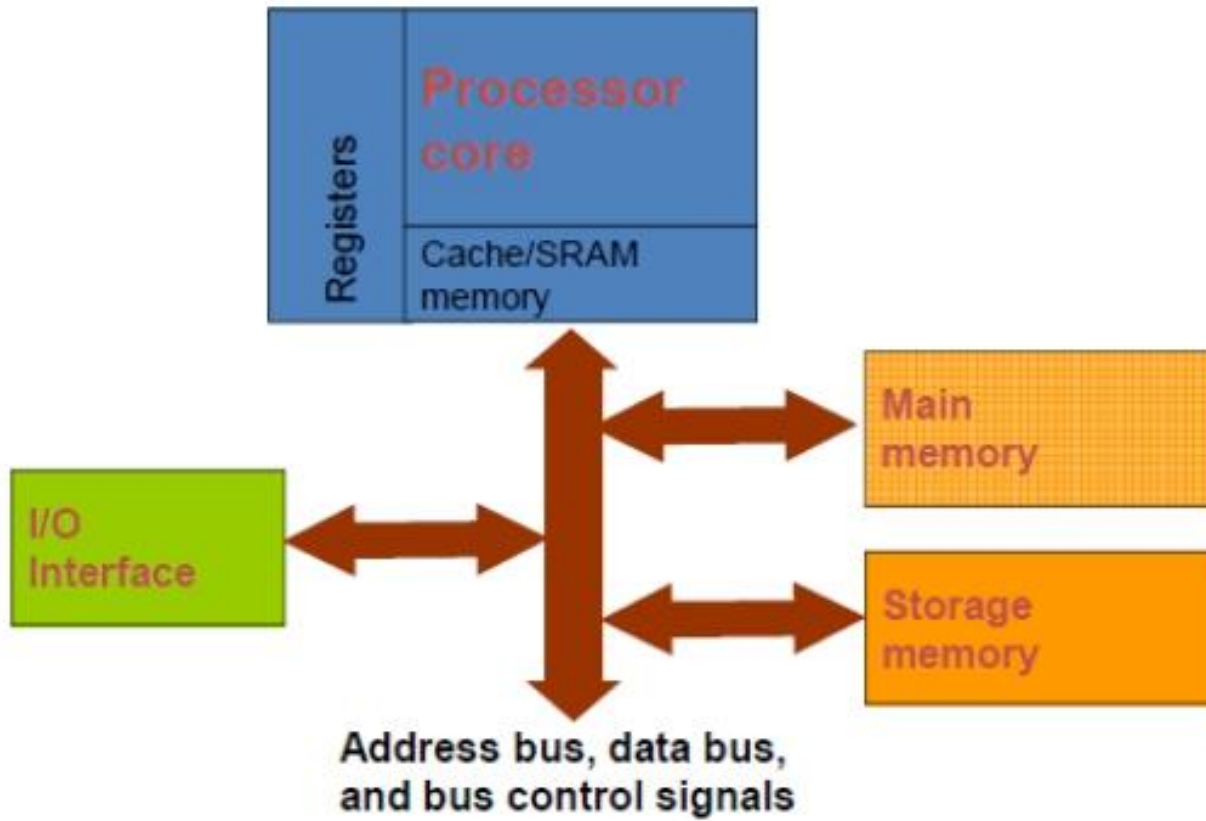 Registers
Processor
core
Cache/SRAM
memory
Main
memory
I/O
Interface
Storage
memory
Address bus, data bus,
and bus control signals